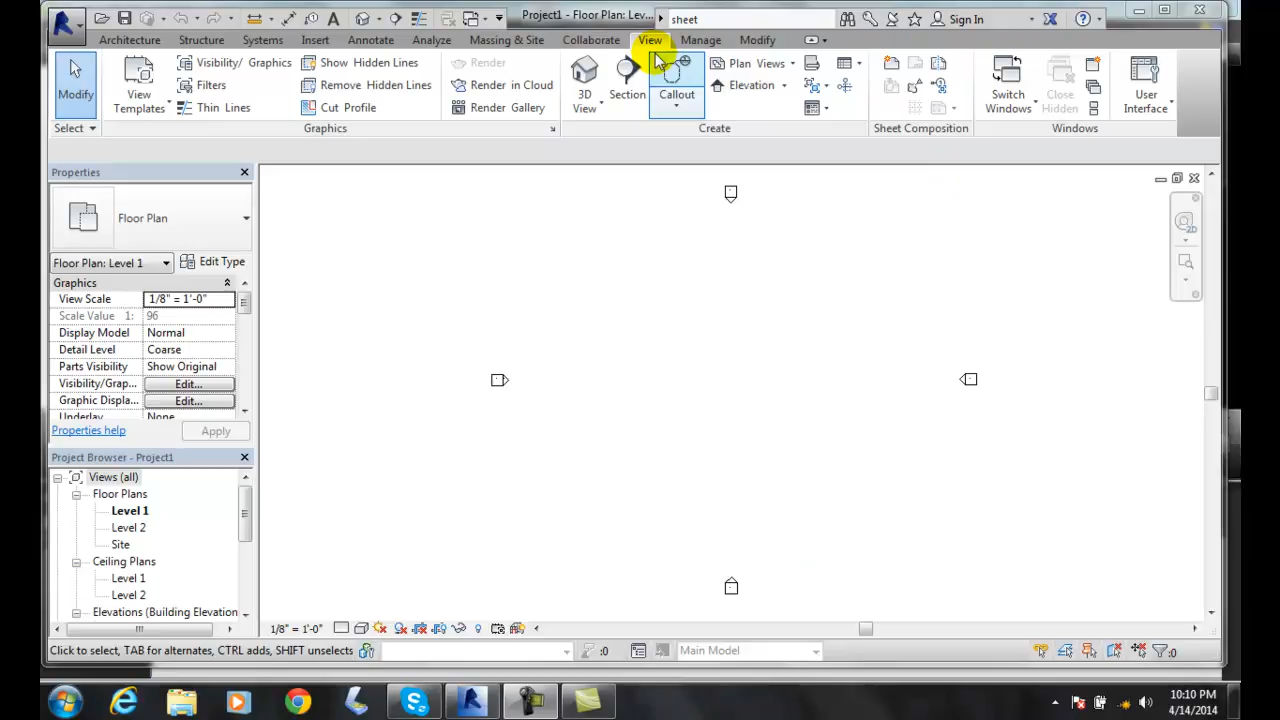 Project1 - Floor Plan: Lev... sheet Sign In
Architecture Structure Systems Insert Annotate Analyze Massing & Site Collaborate View Manage Modify
Modify
View Templates
Visibility/ Graphics
Filters
Thin Lines
Show Hidden Lines
Remove Hidden Lines
Cut Profile
Render
Render in Cloud
Render Gallery
3D View
Section
Callout
Plan Views
Elevation
Switch Windows
Close Hidden
User Interface
Select Graphics Create Sheet Composition Windows
Properties
Floor Plan
Floor Plan: Level 1 Edit Type
Graphics
View Scale 1/8" = 1'-0"
Scale Value 1: 96
Display Model Normal
Detail Level Coarse
Parts Visibility Show Original
Visibility/Grap... Edit...
Graphic Displa... Edit...
Underlay None
Properties help Apply
Project Browser - Project1
Views (all)
Floor Plans
Level 1
Level 2
Site
Ceiling Plans
Level 1
Level 2
Elevations (Building Elevation
1/8" = 1'-0"
Click to select, TAB for alternates, CTRL adds, SHIFT unselects :0 Main Model :0
2D
10:10 PM
4/14/2014